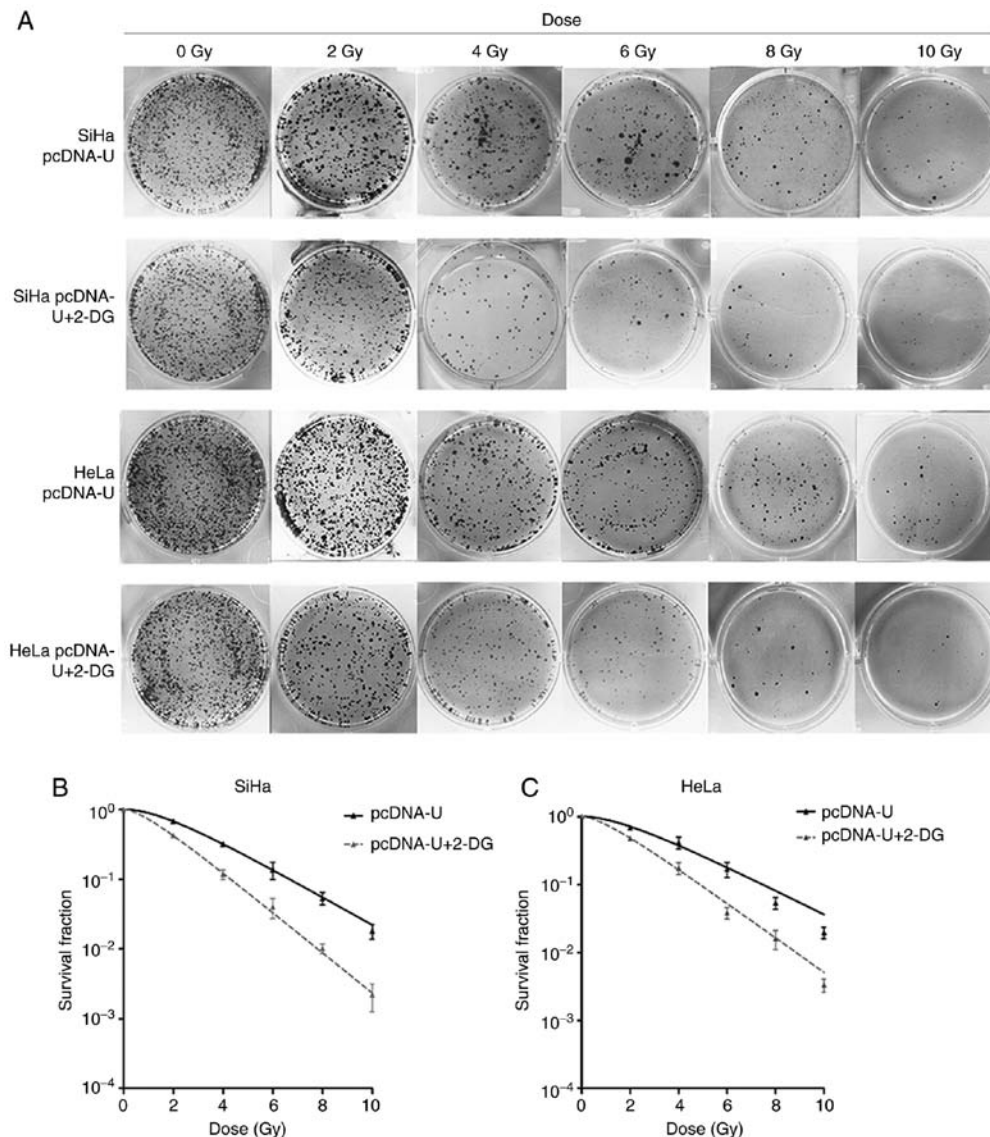 A
Dose
0 Gy 2 Gy 4 Gy 6 Gy 8 Gy 10 Gy
SiHa
pcDNA-U
SiHa pcDNA-
U+2-DG
HeLa
pcDNA-U
HeLa pcDNA-
U+2-DG
B
SiHa
pcDNA-U
pcDNA-U+2-DG
Survival fraction
10⁰
10⁻¹
10⁻²
10⁻³
10⁻⁴
0 2 4 6 8 10
Dose (Gy)
C
HeLa
pcDNA-U
pcDNA-U+2-DG
Survival fraction
10⁰
10⁻¹
10⁻²
10⁻³
10⁻⁴
0 2 4 6 8 10
Dose (Gy)